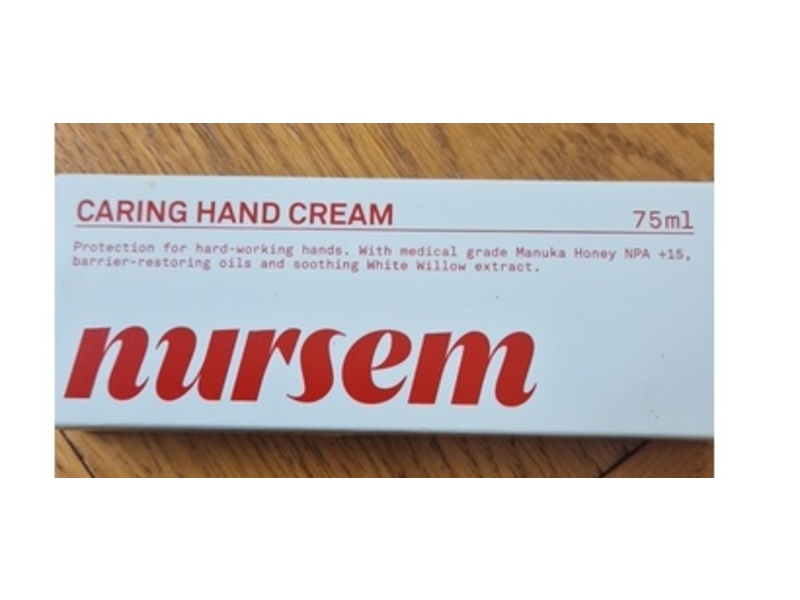 CARING HAND CREAM 75ml
Protection for hard-working hands. With medical grade Manuka Honey NPA +15,
barrier-restoring oils and soothing White Willow extract.
nursem